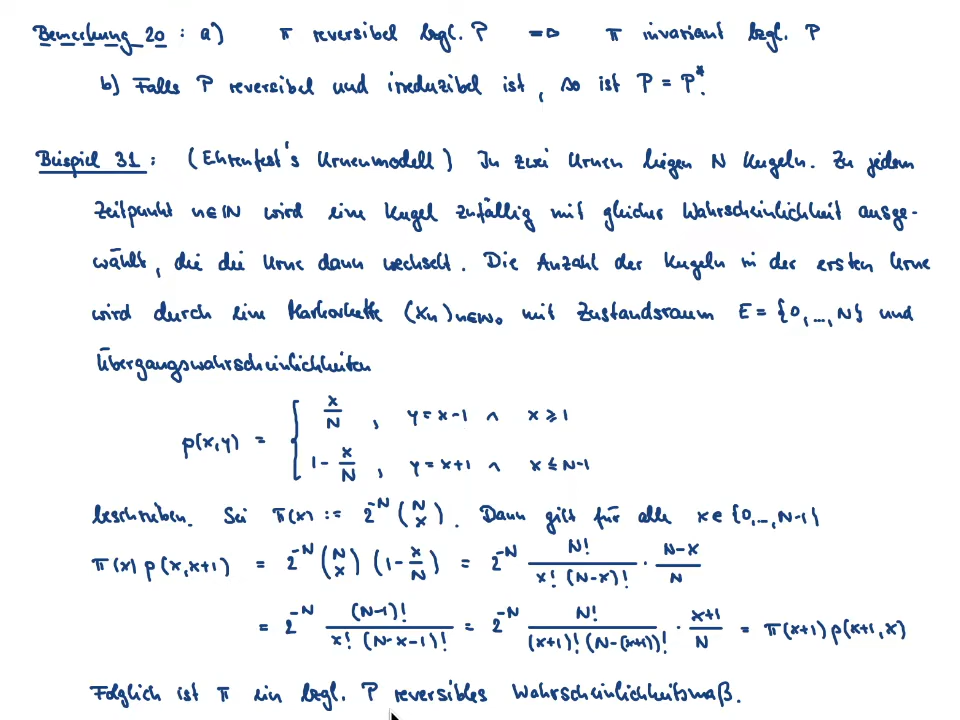 Bemerkung 20 : a) π reversibel bzgl. P ⇒ π invariant bzgl. P
b) Falls P reversibel und irreduzibel ist, so ist P = P*.
Beispiel 31 : (Ehrenfest's Urnenmodell) In zwei Urnen liegen N Kugeln. Zu jedem
Zeitpunkt n∈ℕ wird eine Kugel zufällig mit gleicher Wahrscheinlichkeit ausge-
wählt, die die Urne dann wechselt. Die Anzahl der Kugeln in der ersten Urne
wird durch eine Markovkette (Xn)n∈ℕ₀ mit Zustandsraum E = {0,...,N} und
Übergangswahrscheinlichkeiten
p(x,y) = { x/N , y=x-1 ∧ x≥1
1-x/N , y=x+1 ∧ x≤N-1
beschrieben. Sei π(x) := 2^-N (N x). Dann gilt für alle x∈{0,...,N-1}
π(x) p(x,x+1) = 2^-N (N x) (1-x/N) = 2^-N N!/(x!(N-x)!) · (N-x)/N
= 2^-N (N-1)!/(x!(N-x-1)!) = 2^-N N!/((x+1)!(N-(x+1))!) · (x+1)/N = π(x+1)p(x+1,x)
Folglich ist π ein bzgl. P reversibles Wahrscheinlichkeitsmaß.